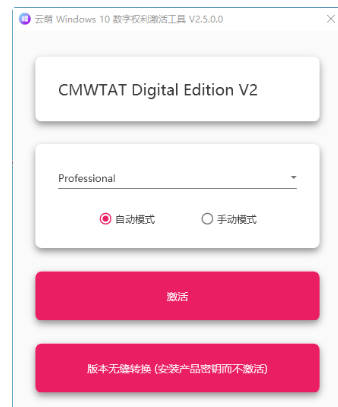 云萌 Windows 10 数字权利激活工具 V2.5.0.0
CMWTAT Digital Edition V2
Professional
自动模式
手动模式
激活
版本无缝转换 (安装产品密钥而不激活)